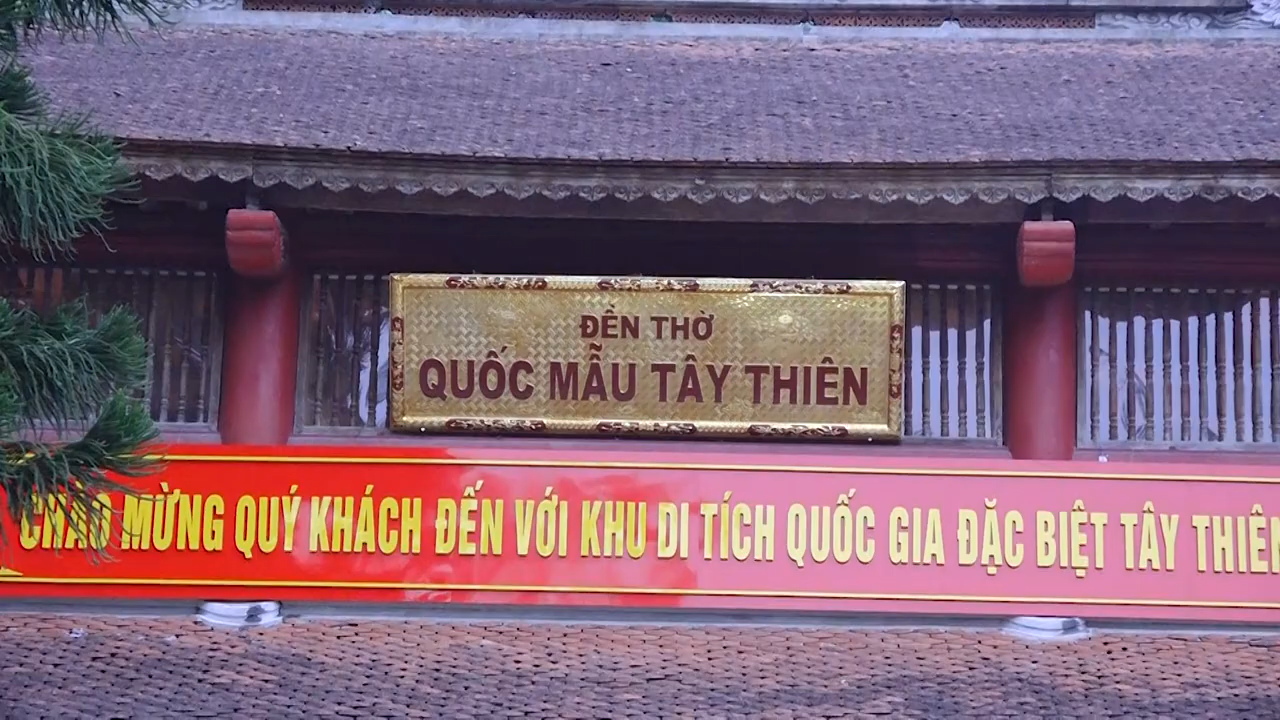 ĐỀN THỜ
QUỐC MẪU TÂY THIÊN
CHÀO MỪNG QUÝ KHÁCH ĐẾN VỚI KHU DI TÍCH QUỐC GIA ĐẶC BIỆT TÂY THIÊN